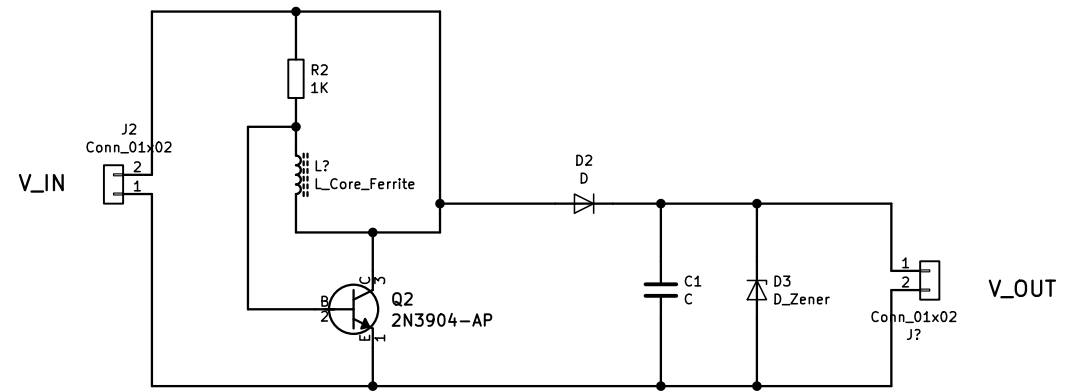 R2
1K
J2
Conn_01x02
2
1
V_IN
L?
L_Core_Ferrite
D2
D
C
3
B
2
Q2
2N3904-AP
E
1
C1
C
D3
D_Zener
1
2
Conn_01x02
J?
V_OUT